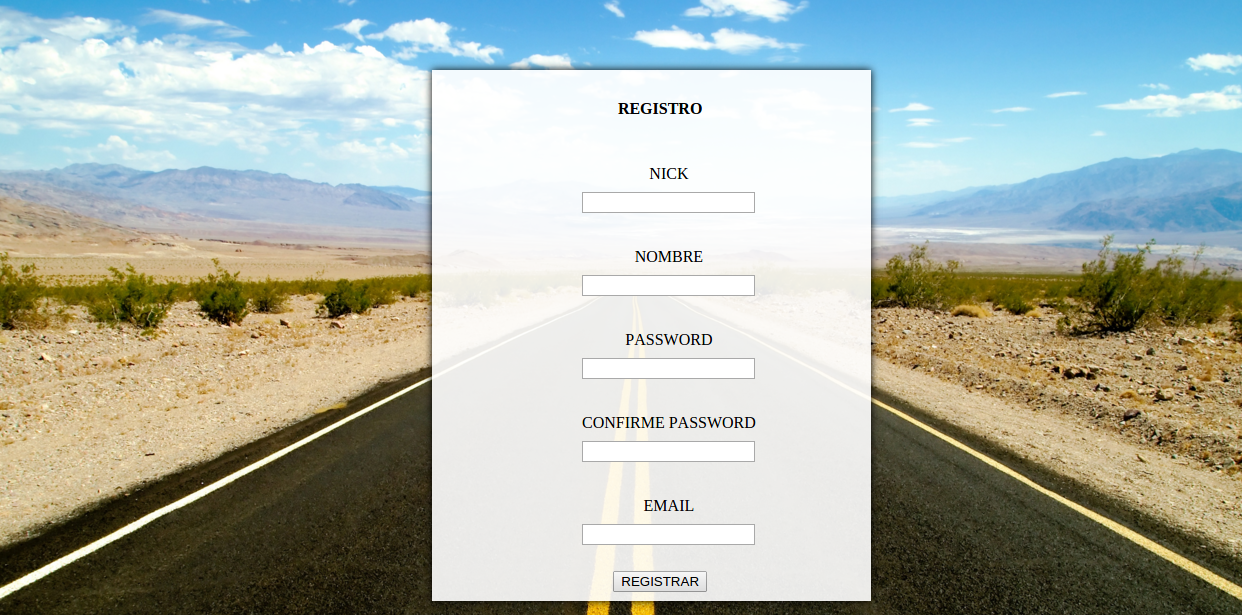 REGISTRO
NICK
NOMBRE
PASSWORD
CONFIRME PASSWORD
EMAIL
REGISTRAR